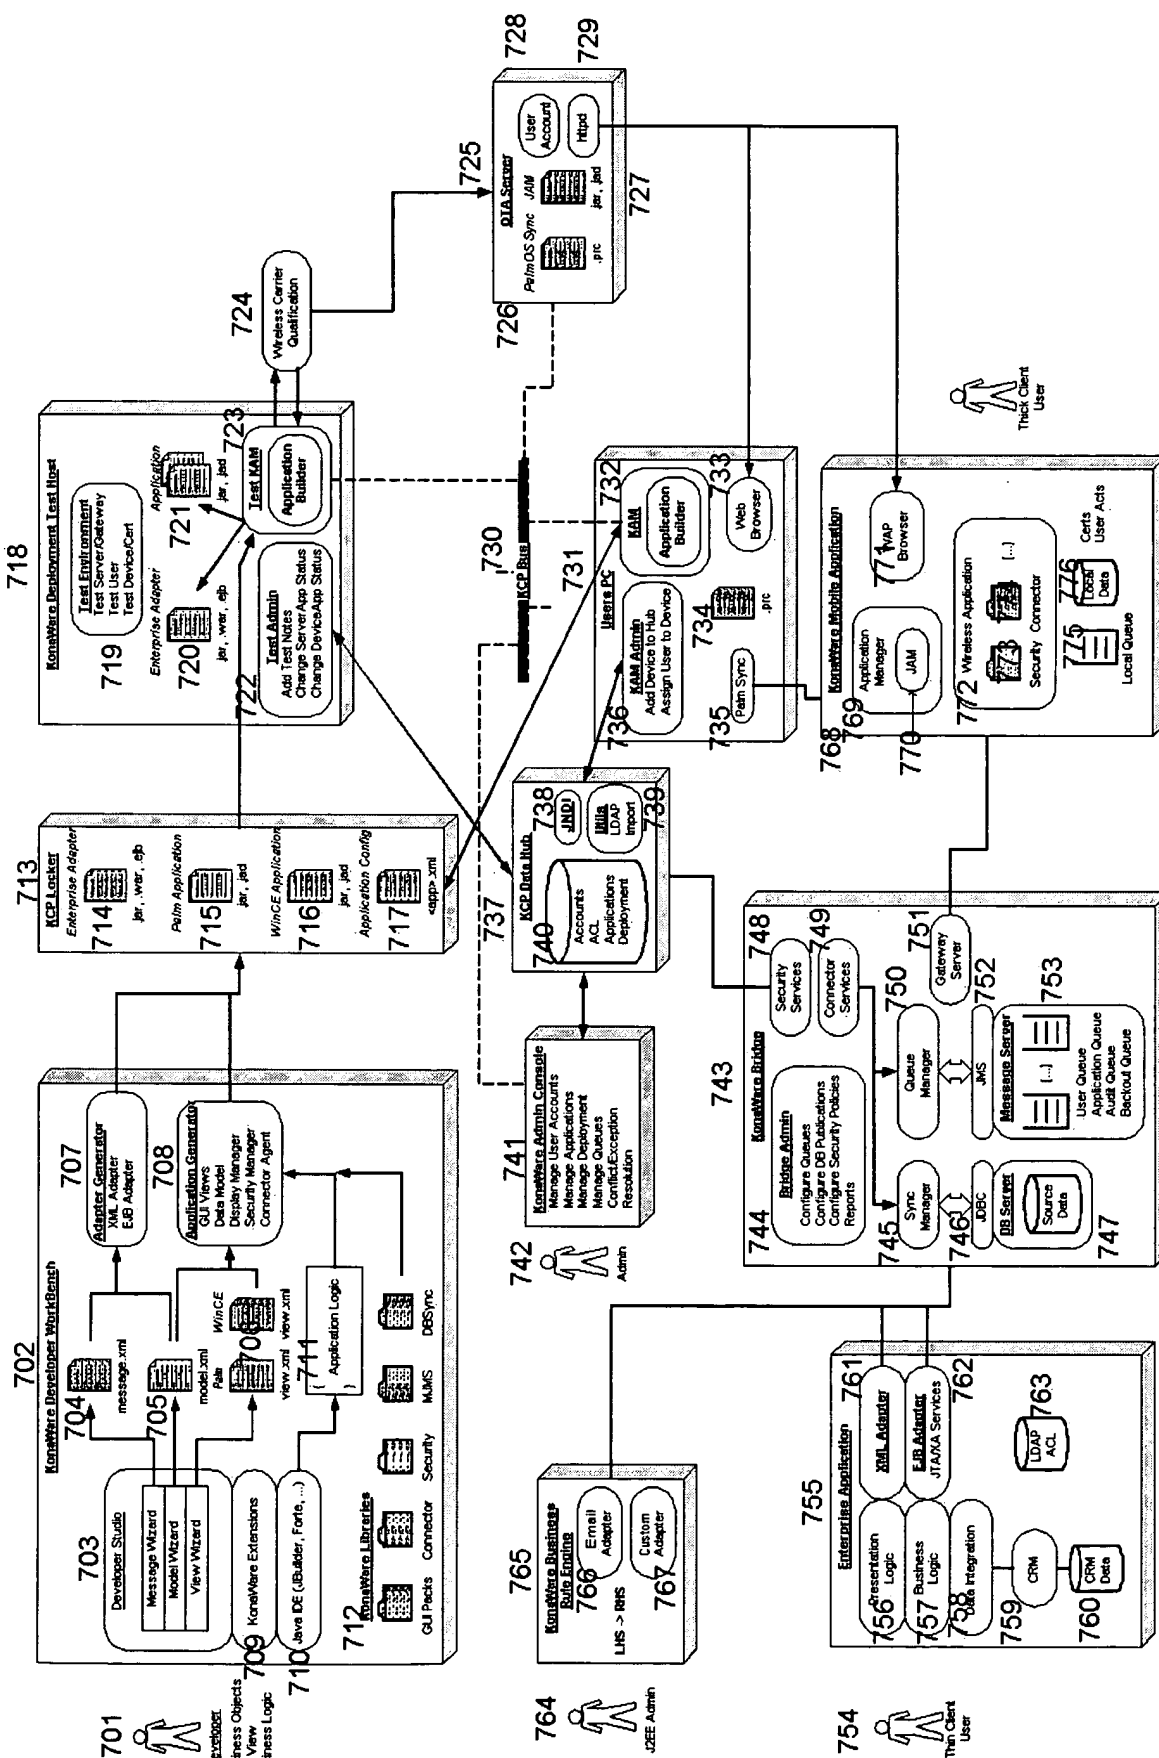 701
eveloper
iness Objects
View
iness Logic
702
KonaWare Developer WorkBench
703
Developer Studio
Message Wizard
Model Wizard
View Wizard
709
KonaWare Extensions
710
Java IDE (JBuilder, Forte, ...)
712
KonaWare Libraries
GUI Packs
Connector
Security
MJMS
DBSync
704
message.xml
705
model.xml
Palm
WinCE
706
view.xml
view.xml
711
{ }
Application Logic
707
Adapter Generator
XML Adapter
EJB Adapter
708
Application Generator
GUI Views
Data Model
Display Manager
Security Manager
Connector Agent
713
KCP Locker
Enterprise Adapter
714
.jar, .war, .ejb
Palm Application
715
.jar, .jad
WinCE Application
716
.jar, .jad
Application Config
717
<app>.xml
718
KonaWare Deployment Test Host
719
Test Environment
Test Server/Gateway
Test User
Test Device/Cert
Enterprise Adapter
720
.jar, .war, .ejb
Application
721
.jar, .jad
722
Test Admin
Add Test Notes
Change Server/App Status
Change Device/App Status
723
Test KAM
Application
Builder
724
Wireless Carrier
Qualification
725
OTA Server
PalmOS Sync
JAM
726
.prc
727
.jar, .jad
728
User
Account
729
httpd
730
KCP Bus
731
Users PC
732
KAM
Application
Builder
733
Web
Browser
734
.prc
735
Palm Sync
736
KAM Admin
Add Device to Hub
Assign User to Device
737
KCP Data Hub
738
JNDI
739
Utils
LDAP
Import
740
Accounts
ACL
Applications
Deployment
741
KonaWare Admin Console
Manage User Accounts
Manage Applications
Manage Deployment
Manage Queues
Conflict/Exception
Resolution
742
Admin
743
KonaWare Bridge
744
Bridge Admin
Configure Queues
Configure DB Publications
Configure Security Policies
Reports
748
Security
Services
749
Connector
Services
745
Sync
Manager
746
JDBC
DB Server
Source
Data
747
750
Queue
Manager
751
Gateway
Server
752
JMS
753
Message Server
[...]
User Queue
Application Queue
Audit Queue
Backout Queue
754
Thin Client
User
755
Enterprise Application
756
Presentation
Logic
757
Business
Logic
758
Data Integration
759
CRM
760
CRM
Data
761
XML Adapter
762
EJB Adapter
JTA/XA Services
763
LDAP
ACL
764
J2EE Admin
765
KonaWare Business
Rule Engine
766
Email
Adapter
LHS -> RHS
767
Custom
Adapter
768
KonaWare Mobile Application
769
Application
Manager
770
JAM
771
WAP
Browser
772
Wireless Application
773
Security
Connector
[...]
775
Local Queue
776
Local
Data
Certs
User Acts
Thick Client
User